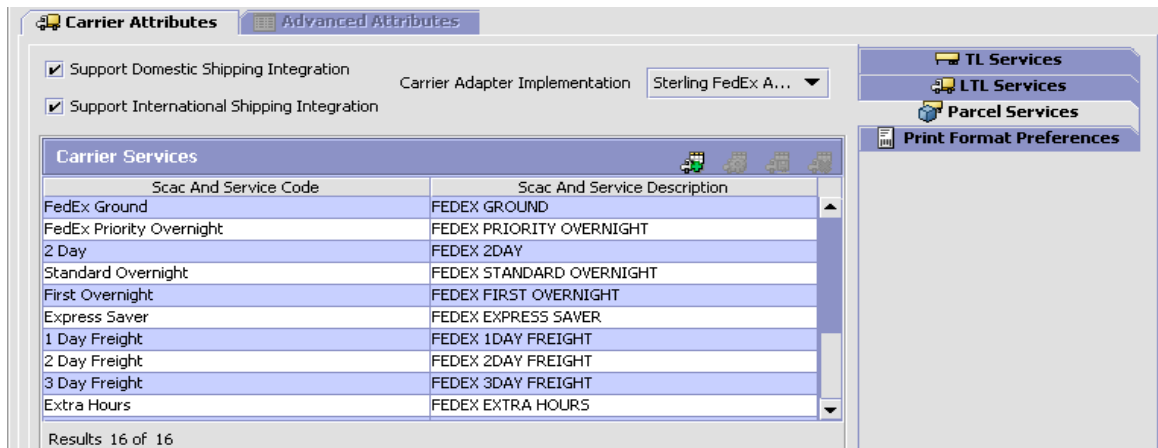 Carrier Attributes
Advanced Attributes
Support Domestic Shipping Integration
Support International Shipping Integration
Carrier Adapter Implementation
Sterling FedEx A...
TL Services
LTL Services
Parcel Services
Print Format Preferences
Carrier Services
Scac And Service Code Scac And Service Description
FedEx Ground FEDEX GROUND
FedEx Priority Overnight FEDEX PRIORITY OVERNIGHT
2 Day FEDEX 2DAY
Standard Overnight FEDEX STANDARD OVERNIGHT
First Overnight FEDEX FIRST OVERNIGHT
Express Saver FEDEX EXPRESS SAVER
1 Day Freight FEDEX 1DAY FREIGHT
2 Day Freight FEDEX 2DAY FREIGHT
3 Day Freight FEDEX 3DAY FREIGHT
Extra Hours FEDEX EXTRA HOURS
Results 16 of 16